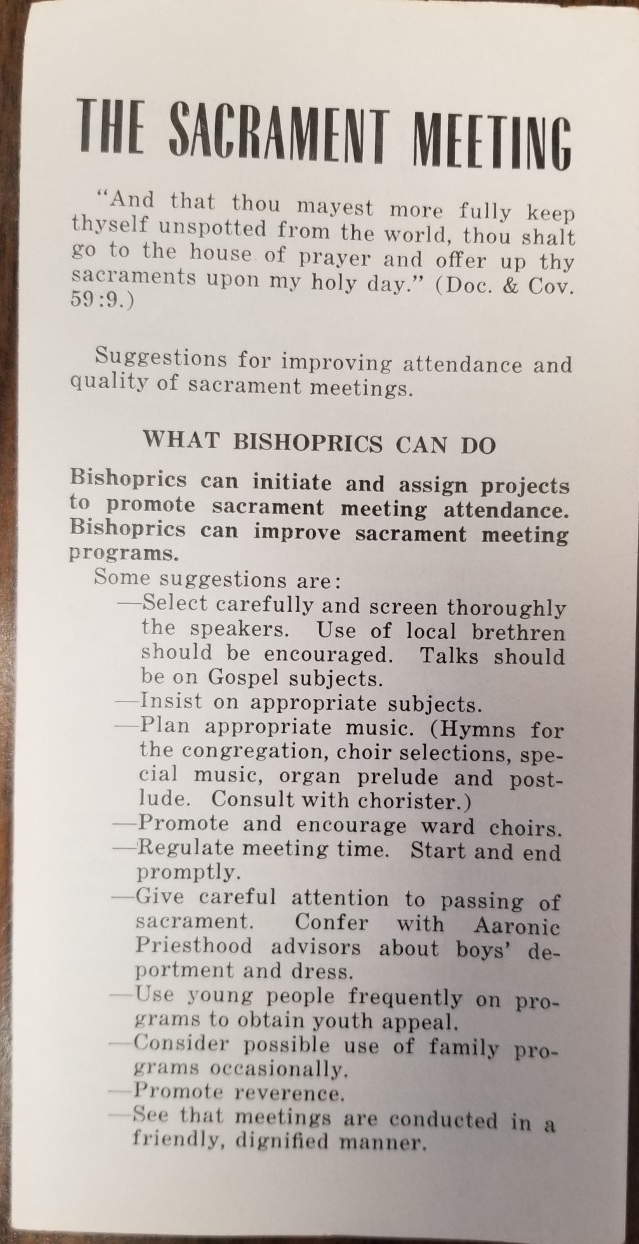 THE SACRAMENT MEETING
"And that thou mayest more fully keep
thyself unspotted from the world, thou shalt
go to the house of prayer and offer up thy
sacraments upon my holy day." (Doc. & Cov.
59:9.)
Suggestions for improving attendance and
quality of sacrament meetings.
WHAT BISHOPRICS CAN DO
Bishoprics can initiate and assign projects
to promote sacrament meeting attendance.
Bishoprics can improve sacrament meeting
programs.
Some suggestions are:
—Select carefully and screen thoroughly
the speakers. Use of local brethren
should be encouraged. Talks should
be on Gospel subjects.
—Insist on appropriate subjects.
—Plan appropriate music. (Hymns for
the congregation, choir selections, spe-
cial music, organ prelude and post-
lude. Consult with chorister.)
—Promote and encourage ward choirs.
—Regulate meeting time. Start and end
promptly.
—Give careful attention to passing of
sacrament. Confer with Aaronic
Priesthood advisors about boys' de-
portment and dress.
—Use young people frequently on pro-
grams to obtain youth appeal.
—Consider possible use of family pro-
grams occasionally.
—Promote reverence.
—See that meetings are conducted in a
friendly, dignified manner.